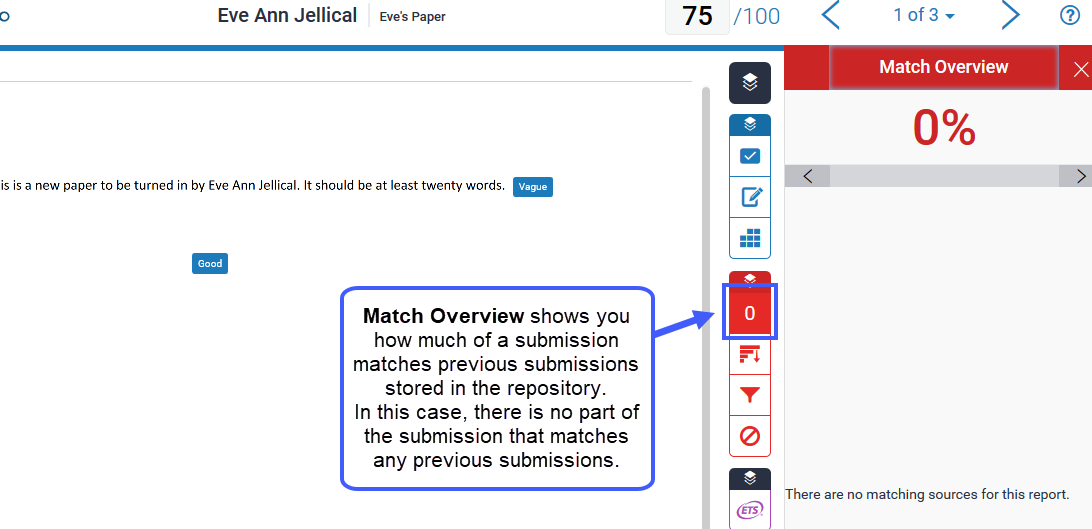 o
Eve Ann Jellical Eve's Paper 75 /100 1 of 3 ?
Match Overview
0%
is is a new paper to be turned in by Eve Ann Jellical. It should be at least twenty words. Vague
Good
0
Match Overview shows you
how much of a submission
matches previous submissions
stored in the repository.
In this case, there is no part of
the submission that matches
any previous submissions.
There are no matching sources for this report.
ETS